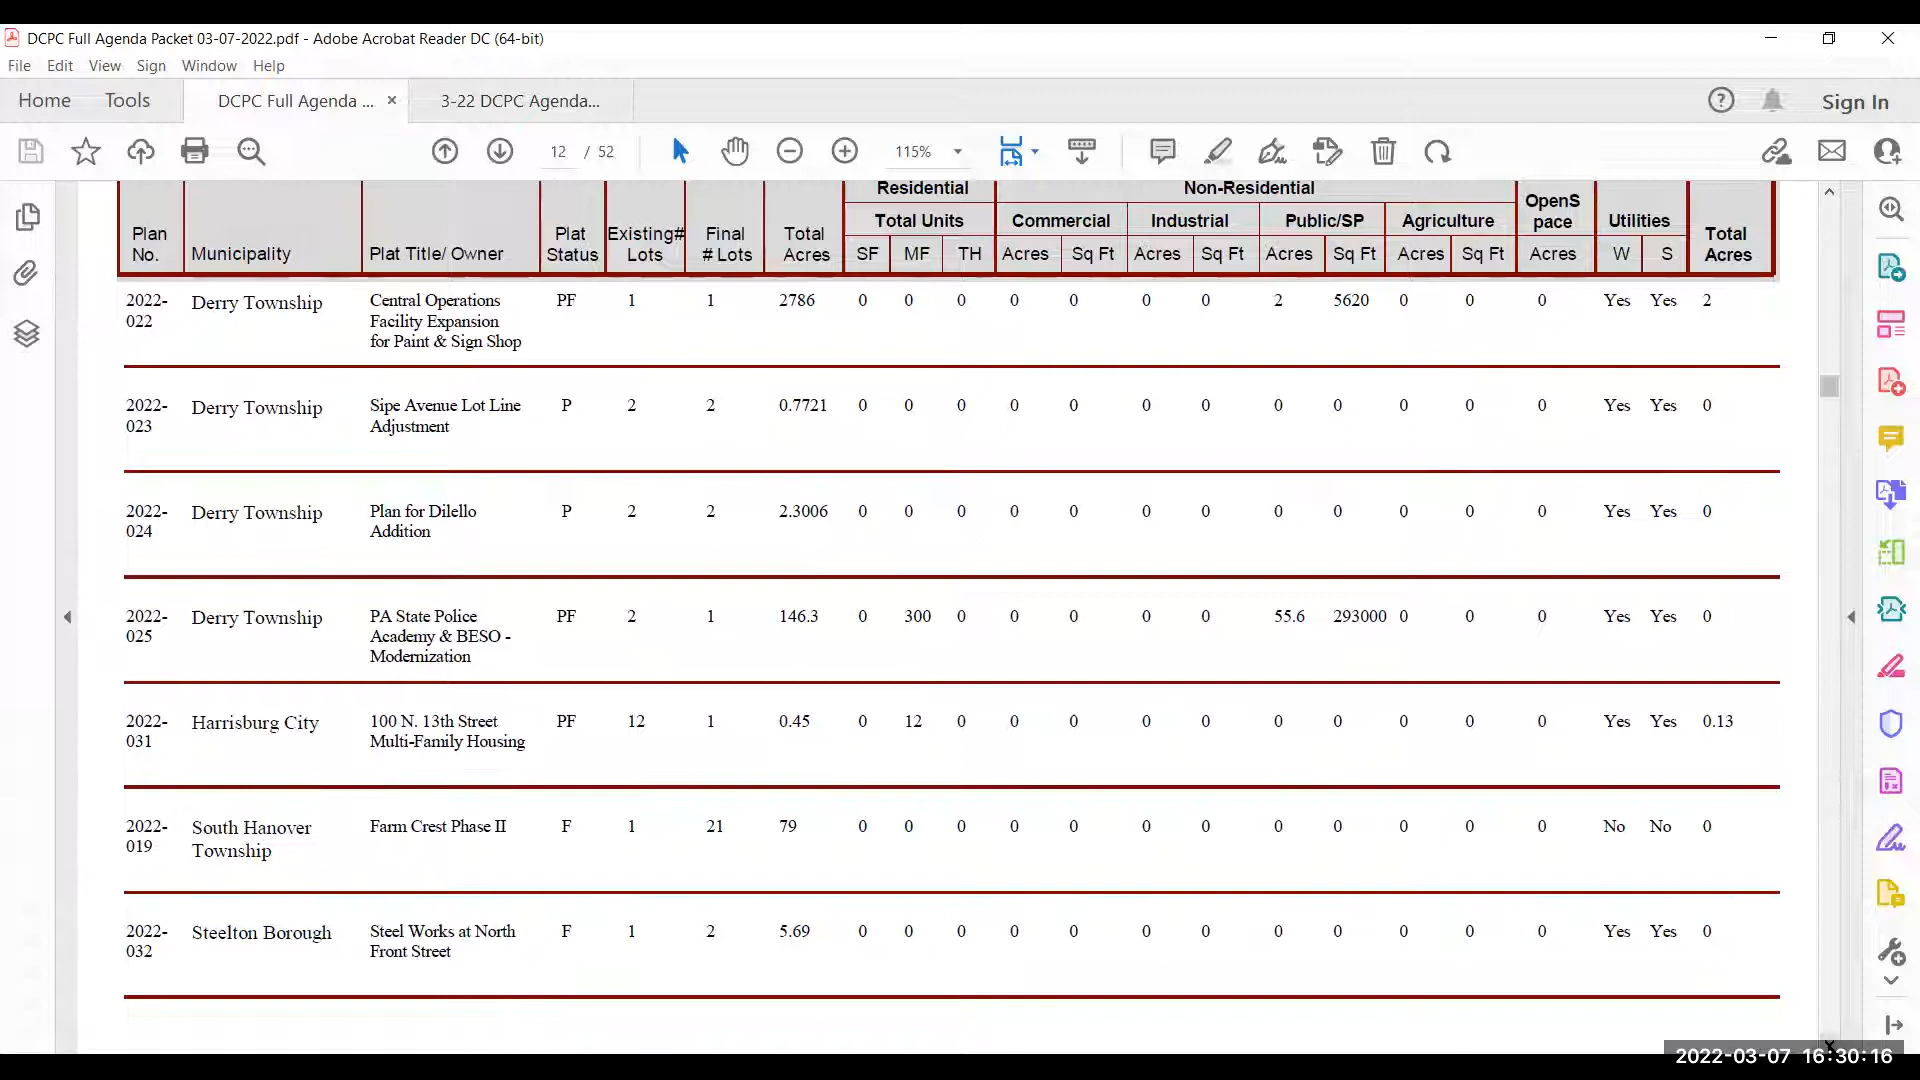 DCPC Full Agenda Packet 03-07-2022.pdf - Adobe Acrobat Reader DC (64-bit)
File Edit View Sign Window Help
Home Tools DCPC Full Agenda ... × 3-22 DCPC Agenda... Sign In
12 / 52 115%
Residential Non-Residential OpenS
pace Utilities
Total Units Commercial Industrial Public/SP Agriculture
Plan
No. Municipality Plat Title/ Owner Plat
Status Existing#
Lots Final
# Lots Total
Acres SF MF TH Acres Sq Ft Acres Sq Ft Acres Sq Ft Acres Sq Ft Acres W S Total
Acres
2022- Derry Township Central Operations PF 1 1 2786 0 0 0 0 0 0 0 2 5620 0 0 0 Yes Yes 2
022 Facility Expansion
for Paint & Sign Shop
2022- Derry Township Sipe Avenue Lot Line P 2 2 0.7721 0 0 0 0 0 0 0 0 0 0 0 0 Yes Yes 0
023 Adjustment
2022- Derry Township Plan for Dilello P 2 2 2.3006 0 0 0 0 0 0 0 0 0 0 0 0 Yes Yes 0
024 Addition
2022- Derry Township PA State Police PF 2 1 146.3 0 300 0 0 0 0 0 55.6 293000 0 0 0 Yes Yes 0
025 Academy & BESO -
Modernization
2022- Harrisburg City 100 N. 13th Street PF 12 1 0.45 0 12 0 0 0 0 0 0 0 0 0 0 Yes Yes 0.13
031 Multi-Family Housing
2022- South Hanover Farm Crest Phase II F 1 21 79 0 0 0 0 0 0 0 0 0 0 0 0 No No 0
019 Township
2022- Steelton Borough Steel Works at North F 1 2 5.69 0 0 0 0 0 0 0 0 0 0 0 0 Yes Yes 0
032 Front Street
2022-03-07 16:30:16